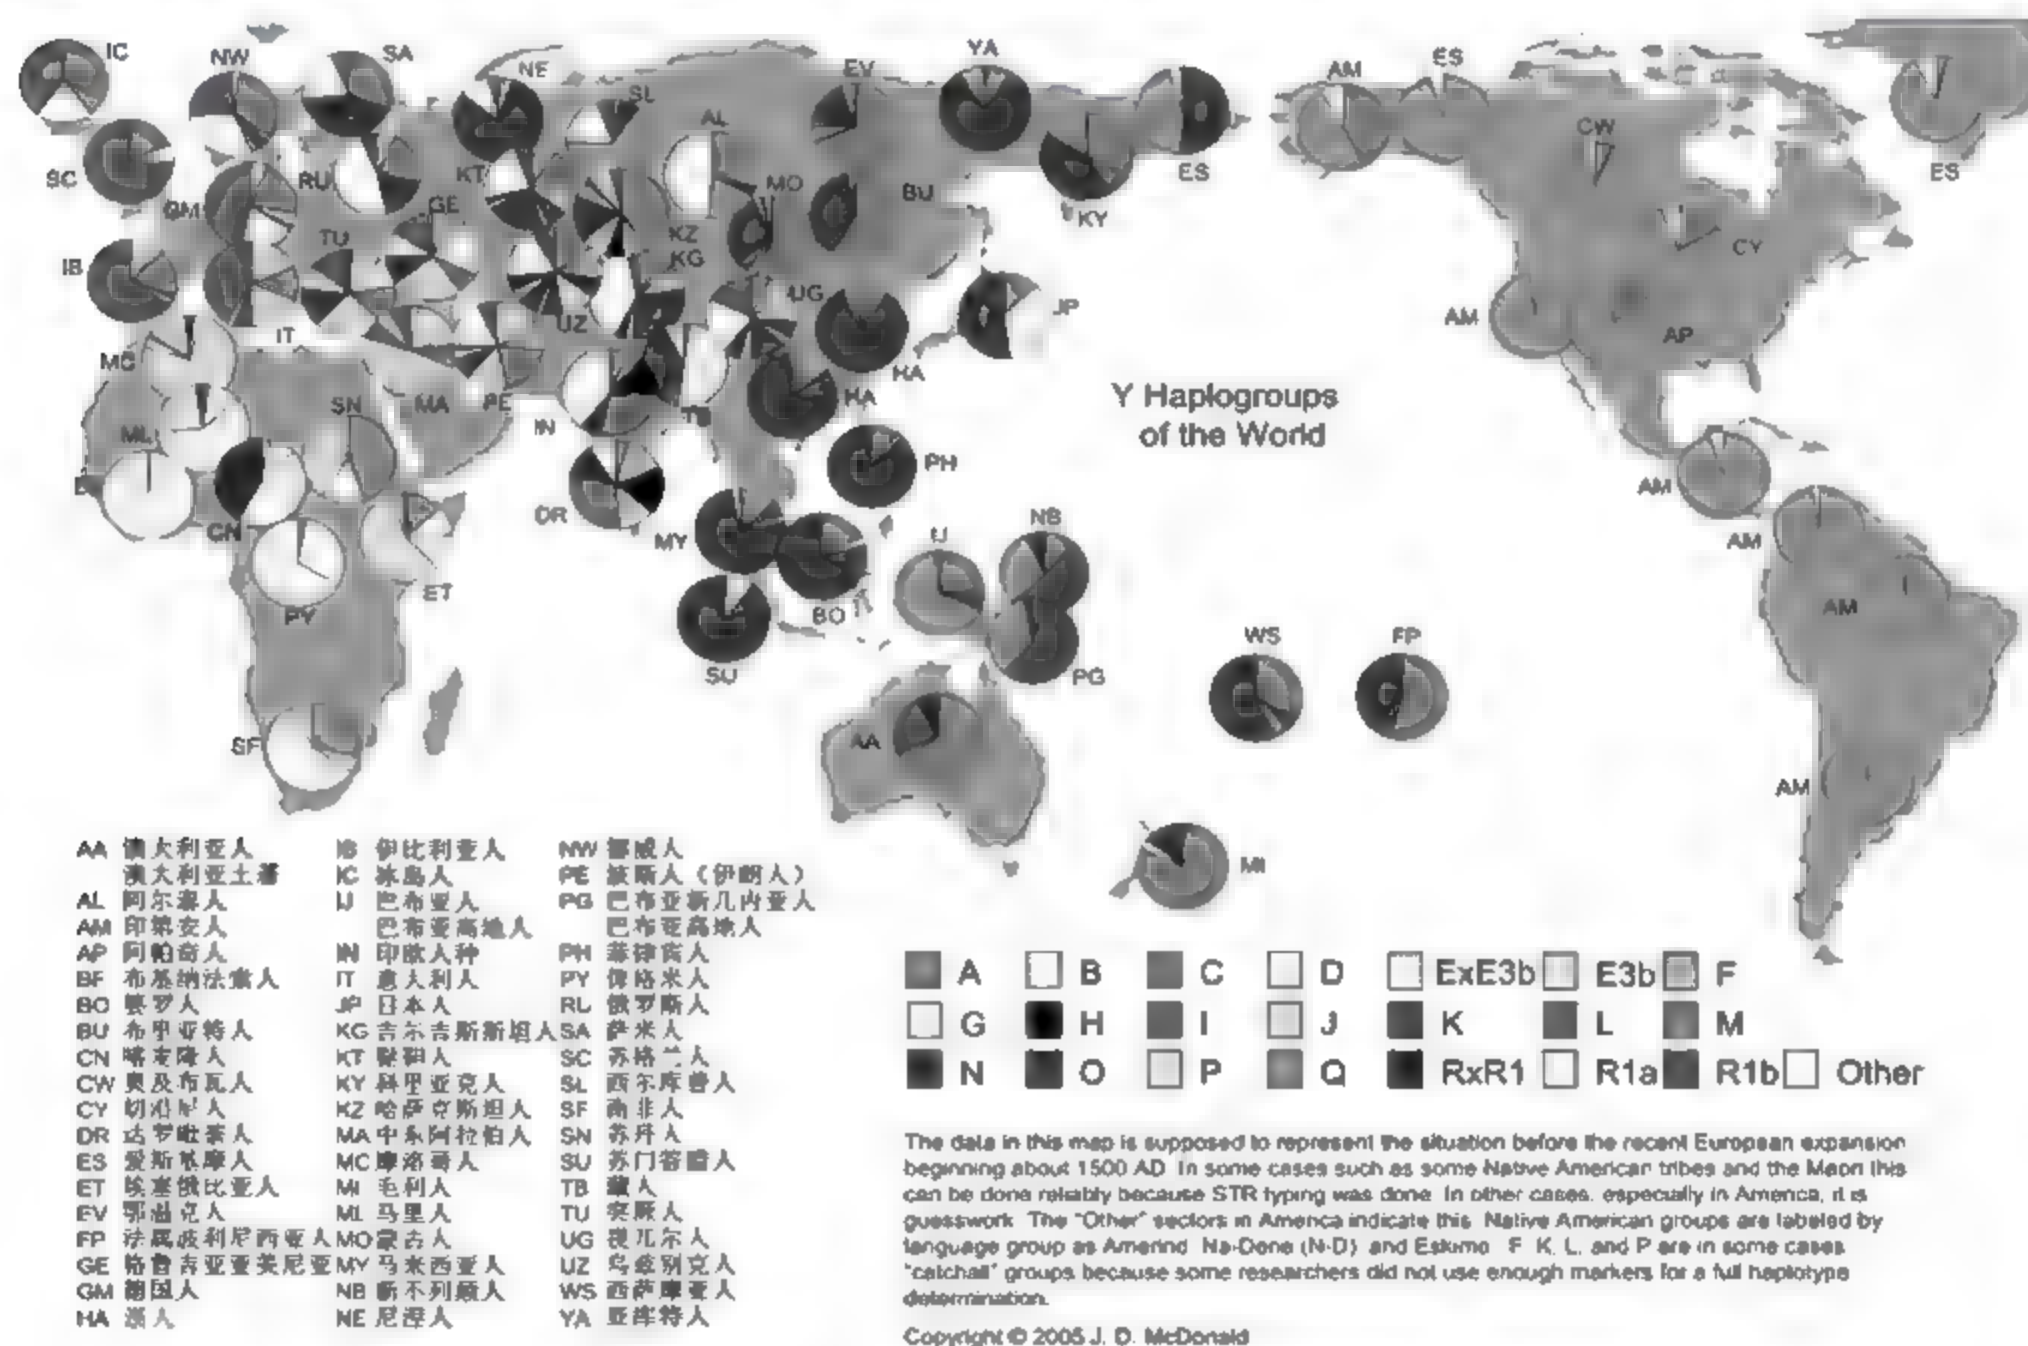 IC
NW
SA
NE
SL
EV
YA
AM
ES
CW
ES
SC
RU
KT
AL
MO
BU
KY
ES
GM
GE
TU
KZ
KG
CY
IB
UG
JP
AM
AP
IT
UZ
MC
HA
Y Haplogroups
of the World
SN
MA
PE
IN
TB
HA
ML
PH
AM
CN
DR
MY
IJ
NB
AM
ET
BO
PY
AM
WS
FP
SU
PG
SF
AA
AM
MI
AA 澳大利亚人
澳大利亚土著
AL 阿尔泰人
AM 印第安人
AP 阿帕奇人
BF 布基纳法索人
BO 婆罗人
BU 布里亚特人
CN 喀麦隆人
CW 奥及布瓦人
CY 切沿尼人
DR 达罗毗荼人
ES 爱斯基摩人
ET 埃塞俄比亚人
EV 鄂温克人
FP 法属波利尼西亚人
GE 格鲁吉亚亚美尼亚
GM 德国人
HA 汉人
IB 伊比利亚人
IC 冰岛人
IJ 巴布亚人
巴布亚高地人
IN 印欧人种
IT 意大利人
JP 日本人
KG 吉尔吉斯斯坦人
KT
KY 科里亚克人
KZ 哈萨克斯坦人
MA 中东阿拉伯人
MC 摩洛哥人
MI 毛利人
ML 马里人
MO 蒙古人
MY 马来西亚人
NB 新不列颠人
NE 尼涅人
NW 挪威人
PE 波斯人（伊朗人）
PG 巴布亚新几内亚人
巴布亚高地人
PH 菲律宾人
PY 俾格米人
RU 俄罗斯人
SA 萨米人
SC 苏格兰人
SL 西尔库普人
SF 南非人
SN 苏丹人
SU 苏门答腊人
TB 藏人
TU 突厥人
UG 维兀尔人
UZ 乌兹别克人
WS 西萨摩亚人
YA 亚库特人
A B C D ExE3b E3b F
G H I J K L M
N O P Q RxR1 R1a R1b Other
The data in this map is supposed to represent the situation before the recent European expansion
beginning about 1500 AD. In some cases such as some Native American tribes and the Maori this
can be done reliably because STR typing was done. In other cases, especially in America, it is
guesswork. The "Other" sectors in America indicate this. Native American groups are labeled by
language group as Amerind, Na-Dene (N-D), and Eskimo. F, K, L, and P are in some cases
"catchall" groups because some researchers did not use enough markers for a full haplotype
determination.
Copyright © 2005 J. D. McDonald